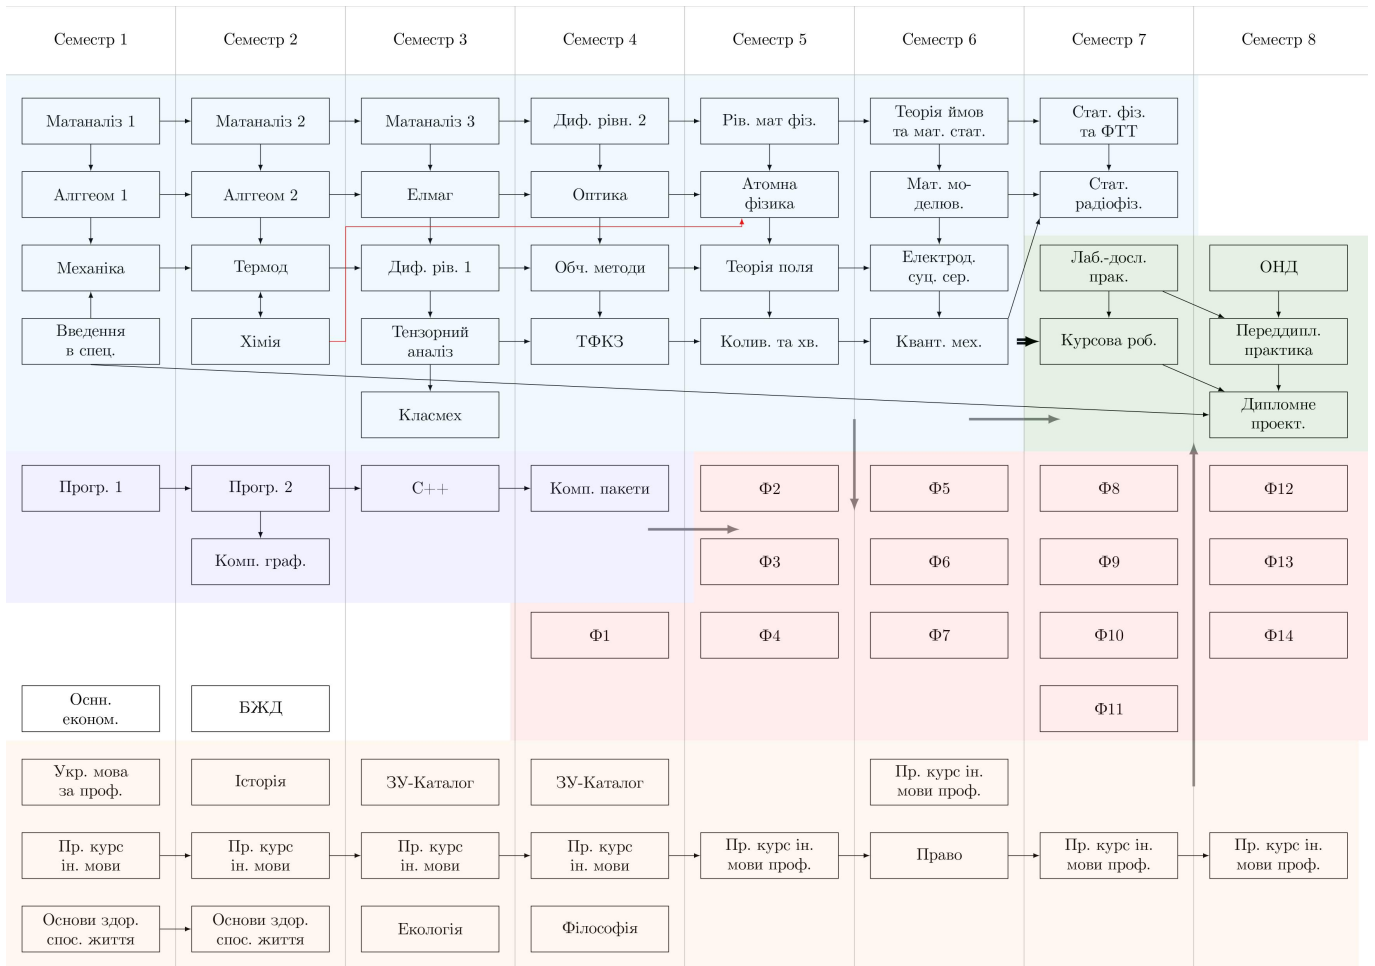 Семестр 1
Семестр 2
Семестр 3
Семестр 4
Семестр 5
Семестр 6
Семестр 7
Семестр 8
Матаналіз 1
Матаналіз 2
Матаналіз 3
Диф. рівн. 2
Рів. мат фіз.
Теорія ймов
та мат. стат.
Стат. фіз.
та ФТТ
Алггеом 1
Алггеом 2
Елмаг
Оптика
Атомна
фізика
Мат. мо-
делюв.
Стат.
радіофіз.
Механіка
Термод
Диф. рів. 1
Обч. методи
Теорія поля
Електрод.
суц. сер.
Лаб.-досл.
прак.
ОНД
Введення
в спец.
Хімія
Тензорний
аналіз
ТФКЗ
Колив. та хв.
Квант. мех.
Курсова роб.
Переддипл.
практика
Класмех
Дипломне
проект.
Прогр. 1
Прогр. 2
C++
Комп. пакети
Ф2
Ф5
Ф8
Ф12
Комп. граф.
Ф3
Ф6
Ф9
Ф13
Ф1
Ф4
Ф7
Ф10
Ф14
Оснн.
економ.
БЖД
Ф11
Укр. мова
за проф.
Історія
ЗУ-Каталог
ЗУ-Каталог
Пр. курс ін.
мови проф.
Пр. курс
ін. мови
Пр. курс
ін. мови
Пр. курс
ін. мови
Пр. курс
ін. мови
Пр. курс ін.
мови проф.
Право
Пр. курс ін.
мови проф.
Пр. курс ін.
мови проф.
Основи здор.
спос. життя
Основи здор.
спос. життя
Екологія
Філософія